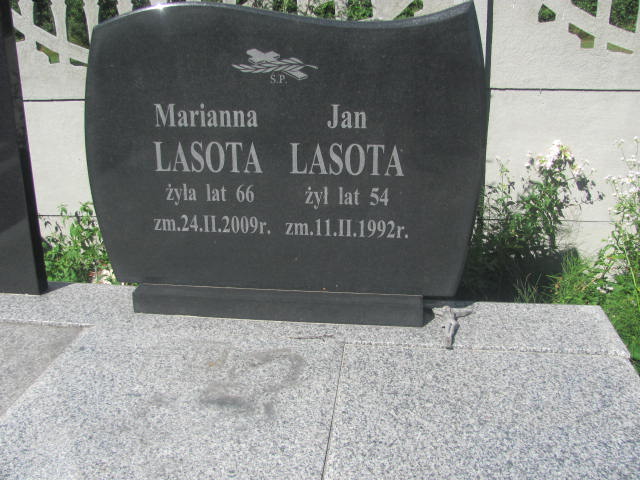 Ś.P.
Marianna
LASOTA
żyła lat 66
zm.24.II.2009r.
Jan
LASOTA
żył lat 54
zm.11.II.1992r.